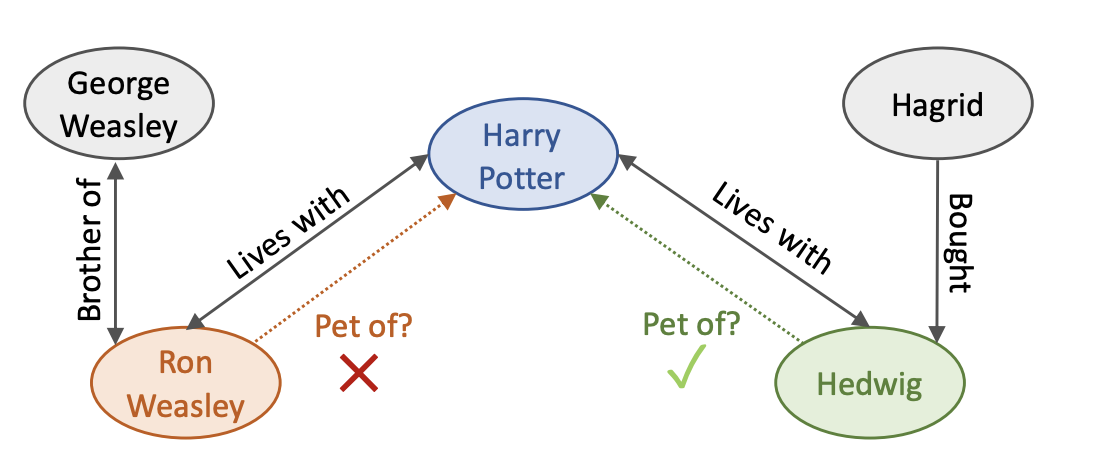 George
Weasley
Harry
Potter
Hagrid
Brother of
Lives with
Lives with
Bought
Pet of?
Pet of?
Ron
Weasley
Hedwig